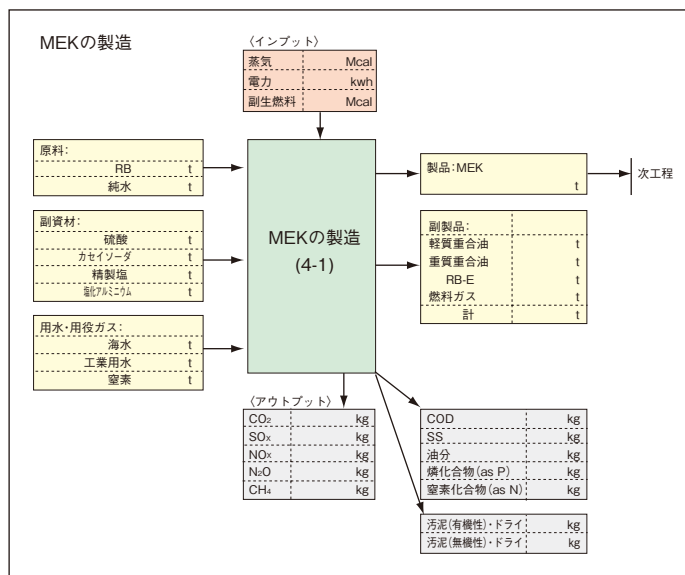 MEKの製造
〈インプット〉
蒸気 Mcal
電力 kwh
副生燃料 Mcal
原料:
RB t
純水 t
副資材:
硫酸 t
カセイソーダ t
精製塩 t
塩化アルミニウム t
用水・用役ガス:
海水 t
工業用水 t
窒素 t
MEKの製造
(4-1)
製品:MEK
t
次工程
副製品:
軽質重合油 t
重質重合油 t
RB-E t
燃料ガス t
計 t
〈アウトプット〉
CO₂ kg
SOx kg
NOx kg
N₂O kg
CH₄ kg
COD kg
SS kg
油分 kg
燐化合物(as P) kg
窒素化合物(as N) kg
汚泥(有機性)・ドライ kg
汚泥(無機性)・ドライ kg